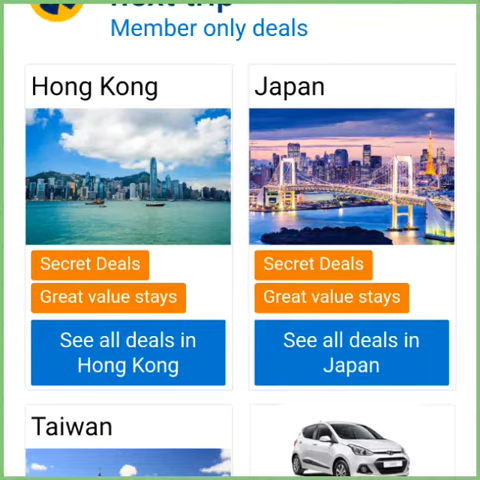 Member only deals
Hong Kong
Japan
Secret Deals
Great value stays
See all deals in
Hong Kong
Secret Deals
Great value stays
See all deals in
Japan
Taiwan